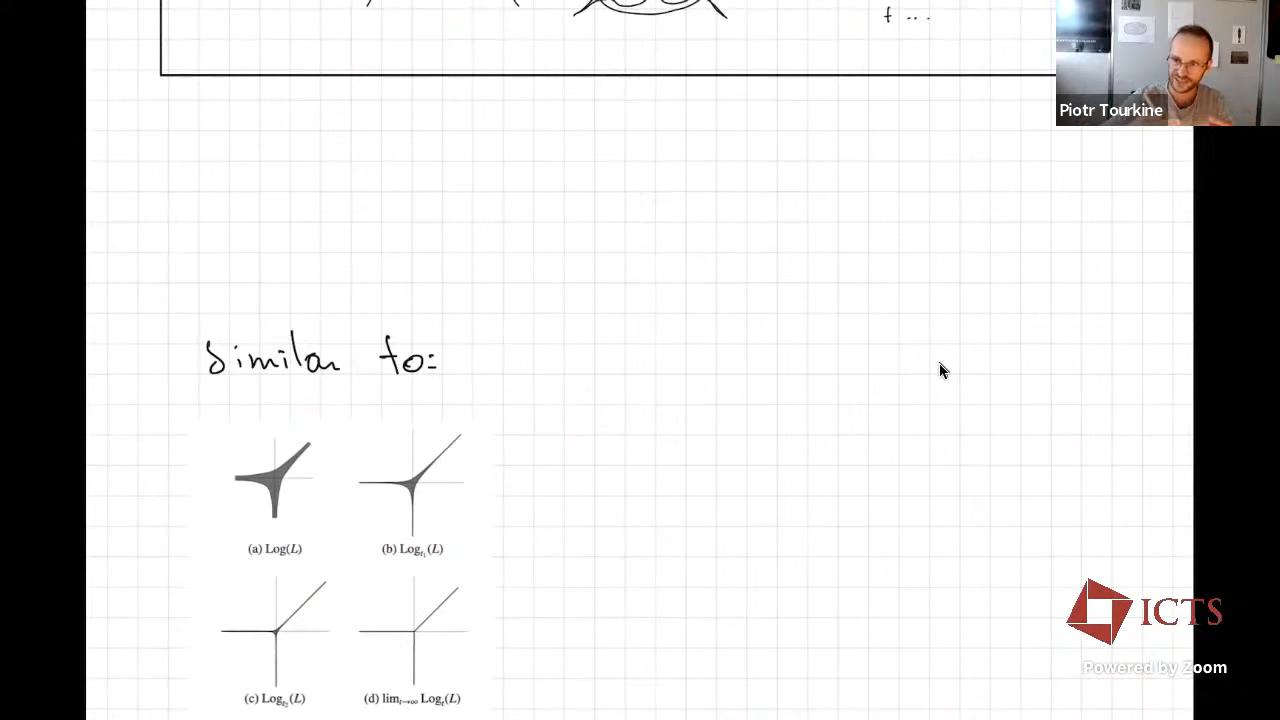 t ...
Piotr Tourkine
Similar to:
(a) Log(L) (b) Log_{t_1}(L)
(c) Log_{t_2}(L) (d) lim_{t→∞} Log_t(L)
ICTS
Powered by Zoom